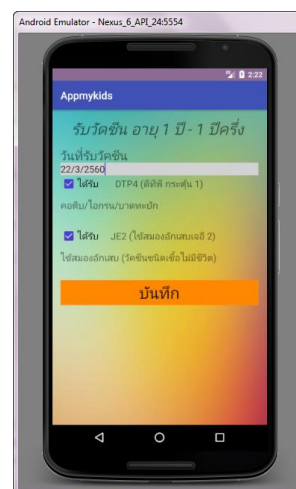 Android Emulator - Nexus_6_API_24:5554
2:22
Appmykids
รับวัคซีน อายุ 1 ปี - 1 ปีครึ่ง
วันที่รับวัคซีน
22/3/2560
ได้รับ DTP4 (ดีทีพี กระตุ้น 1)
คอตีบ/ไอกรน/บาดทะยัก
ได้รับ JE2 (ไข้สมองอักเสบเจอี 2)
ไข้สมองอักเสบ (วัคซีนชนิดเชื้อไม่มีชีวิต)
บันทึก